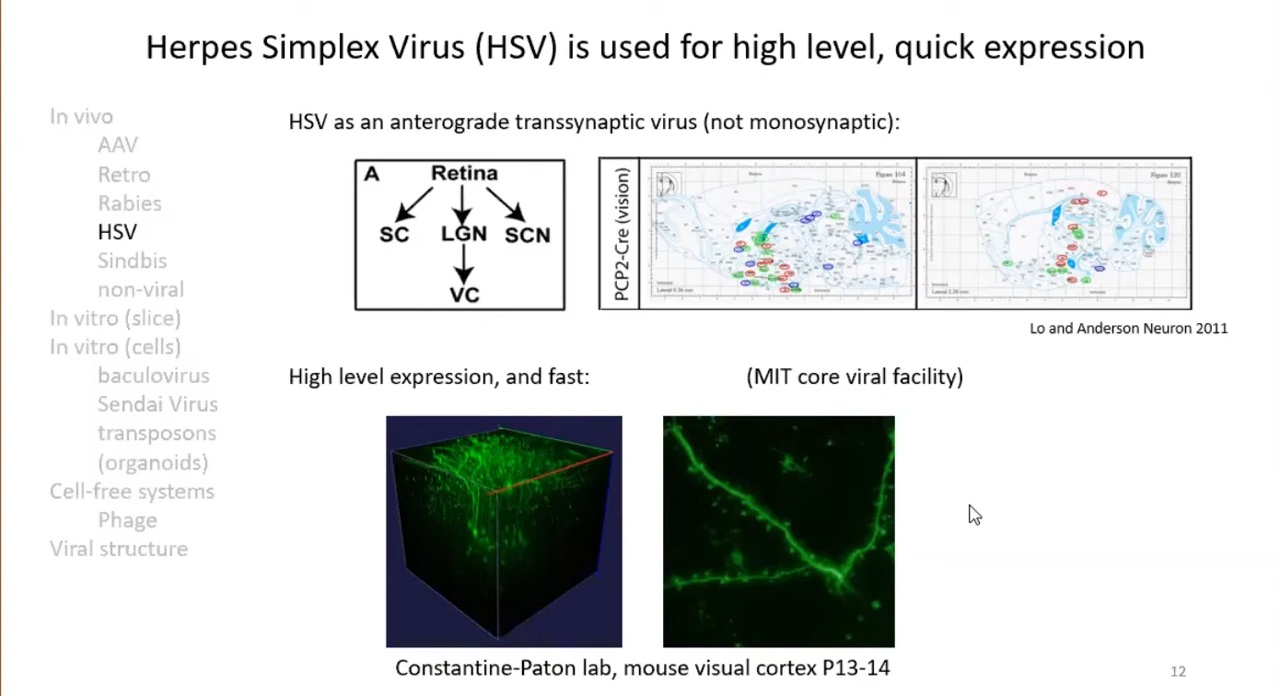 Herpes Simplex Virus (HSV) is used for high level, quick expression
In vivo
AAV
Retro
Rabies
HSV
Sindbis
non-viral
In vitro (slice)
In vitro (cells)
baculovirus
Sendai Virus
transposons
(organoids)
Cell-free systems
Phage
Viral structure
HSV as an anterograde transsynaptic virus (not monosynaptic):
A
Retina
SC LGN SCN
VC
PCP2-Cre (vision)
Figure 104
Figure 120
Lo and Anderson Neuron 2011
High level expression, and fast:
(MIT core viral facility)
Constantine-Paton lab, mouse visual cortex P13-14
12